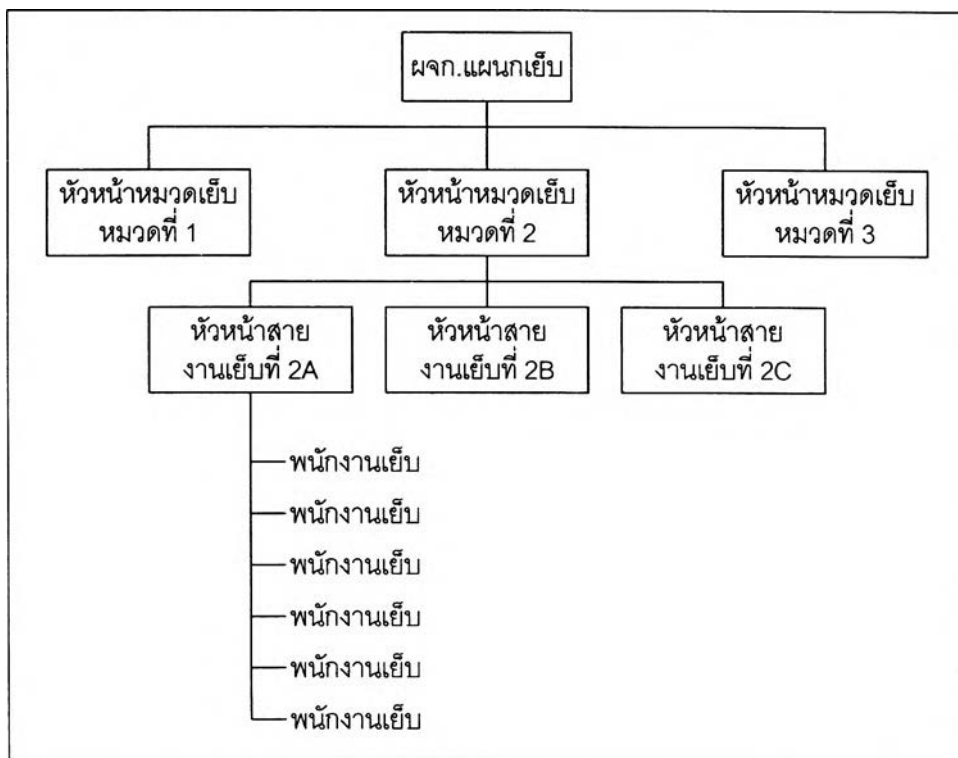 ผจก.แผนกเย็บ
หัวหน้าหมวดเย็บ
หมวดที่ 1
หัวหน้าหมวดเย็บ
หมวดที่ 2
หัวหน้าหมวดเย็บ
หมวดที่ 3
หัวหน้าสาย
งานเย็บที่ 2A
หัวหน้าสาย
งานเย็บที่ 2B
หัวหน้าสาย
งานเย็บที่ 2C
พนักงานเย็บ
พนักงานเย็บ
พนักงานเย็บ
พนักงานเย็บ
พนักงานเย็บ
พนักงานเย็บ